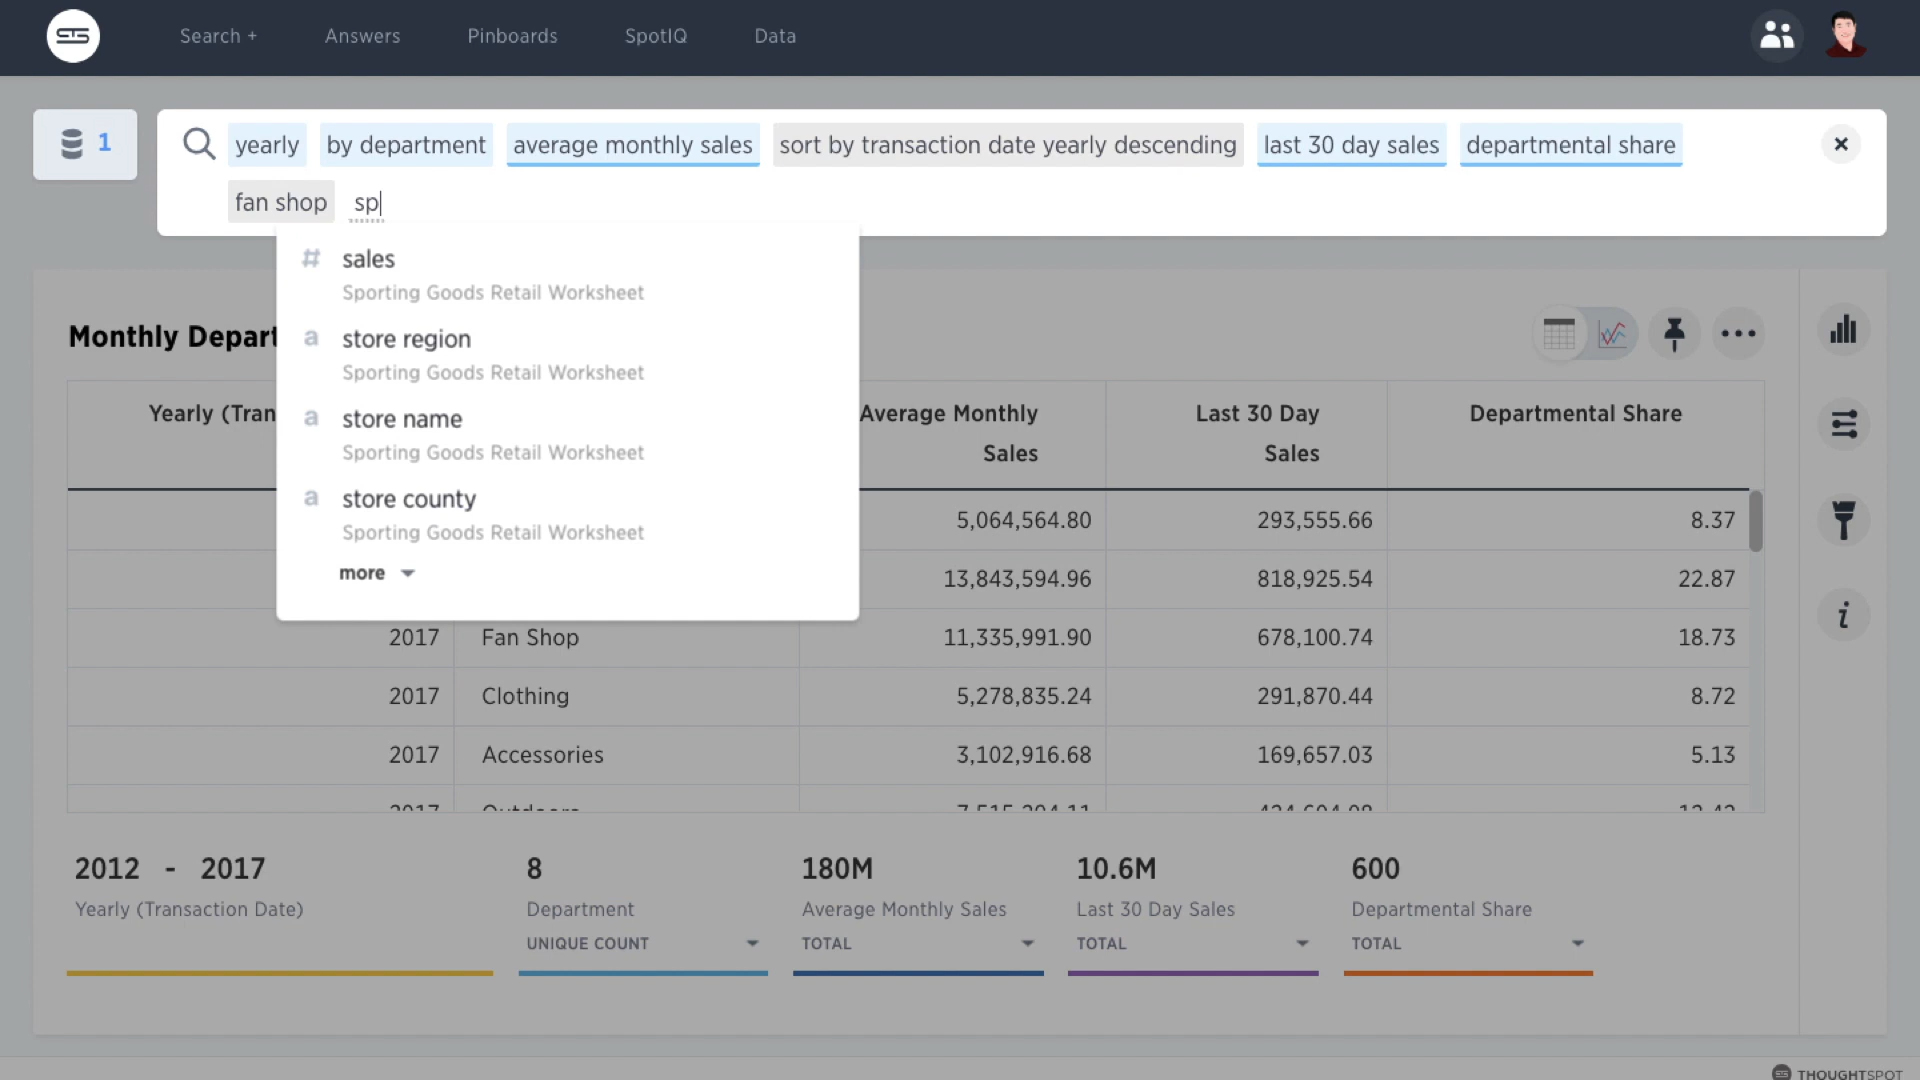 Search + Answers Pinboards SpotIQ Data
1 yearly by department average monthly sales sort by transaction date yearly descending last 30 day sales departmental share
fan shop sp
# sales
Sporting Goods Retail Worksheet
a store region
Sporting Goods Retail Worksheet
a store name
Sporting Goods Retail Worksheet
a store county
Sporting Goods Retail Worksheet
more
Monthly Depart
Yearly (Tran Average Monthly Sales Last 30 Day Sales Departmental Share
5,064,564.80 293,555.66 8.37
13,843,594.96 818,925.54 22.87
2017 Fan Shop 11,335,991.90 678,100.74 18.73
2017 Clothing 5,278,835.24 291,870.44 8.72
2017 Accessories 3,102,916.68 169,657.03 5.13
2017 Outdoors
2012 - 2017 8 180M 10.6M 600
Yearly (Transaction Date) Department Average Monthly Sales Last 30 Day Sales Departmental Share
UNIQUE COUNT TOTAL TOTAL TOTAL
THOUGHTSPOT